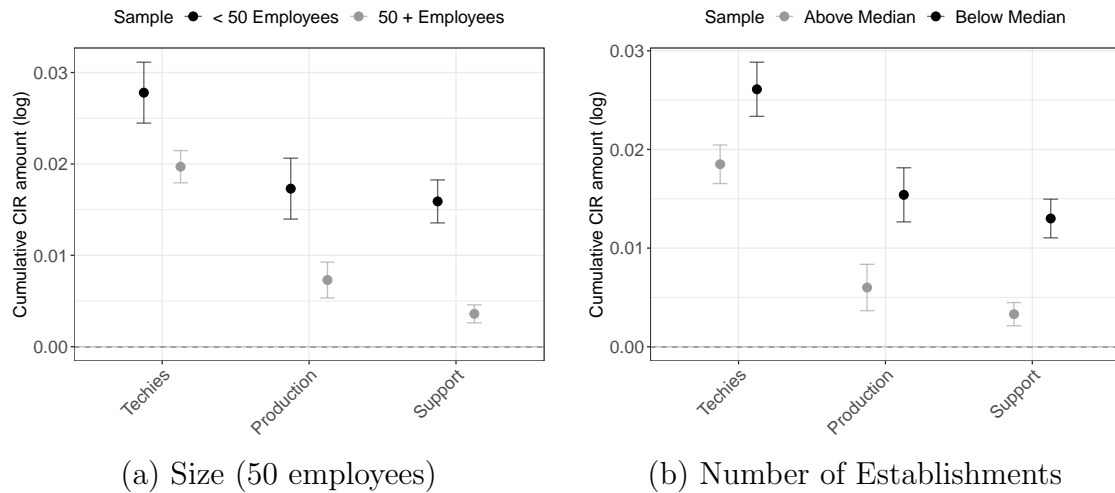 Sample < 50 Employees 50 + Employees
Cumulative CIR amount (log)
0.03
0.02
0.01
0.00
Techies
Production
Support
(a) Size (50 employees)
Sample Above Median Below Median
Cumulative CIR amount (log)
0.03
0.02
0.01
0.00
Techies
Production
Support
(b) Number of Establishments